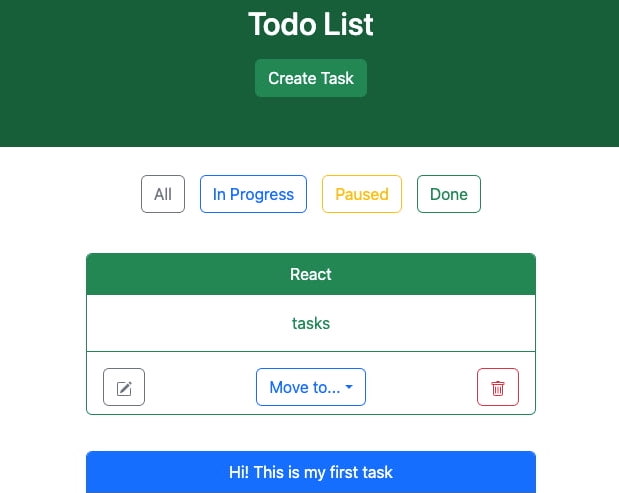 Todo List
Create Task
All In Progress Paused Done
React
tasks
Move to...
Hi! This is my first task